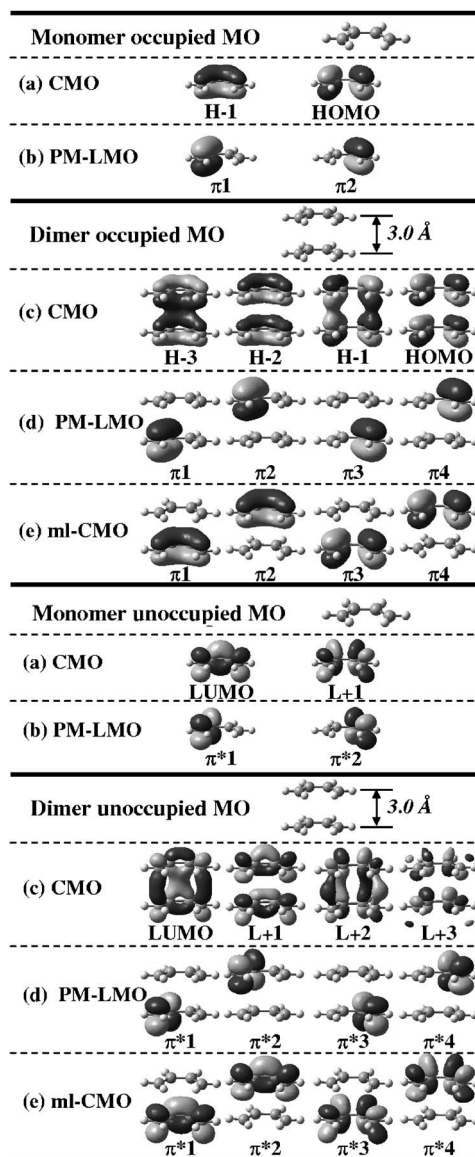 Monomer occupied MO
(a) CMO
H-1 HOMO
(b) PM-LMO
π1 π2
Dimer occupied MO
3.0 Å
(c) CMO
H-3 H-2 H-1 HOMO
(d) PM-LMO
π1 π2 π3 π4
(e) ml-CMO
π1 π2 π3 π4
Monomer unoccupied MO
(a) CMO
LUMO L+1
(b) PM-LMO
π*1 π*2
Dimer unoccupied MO
3.0 Å
(c) CMO
LUMO L+1 L+2 L+3
(d) PM-LMO
π*1 π*2 π*3 π*4
(e) ml-CMO
π*1 π*2 π*3 π*4